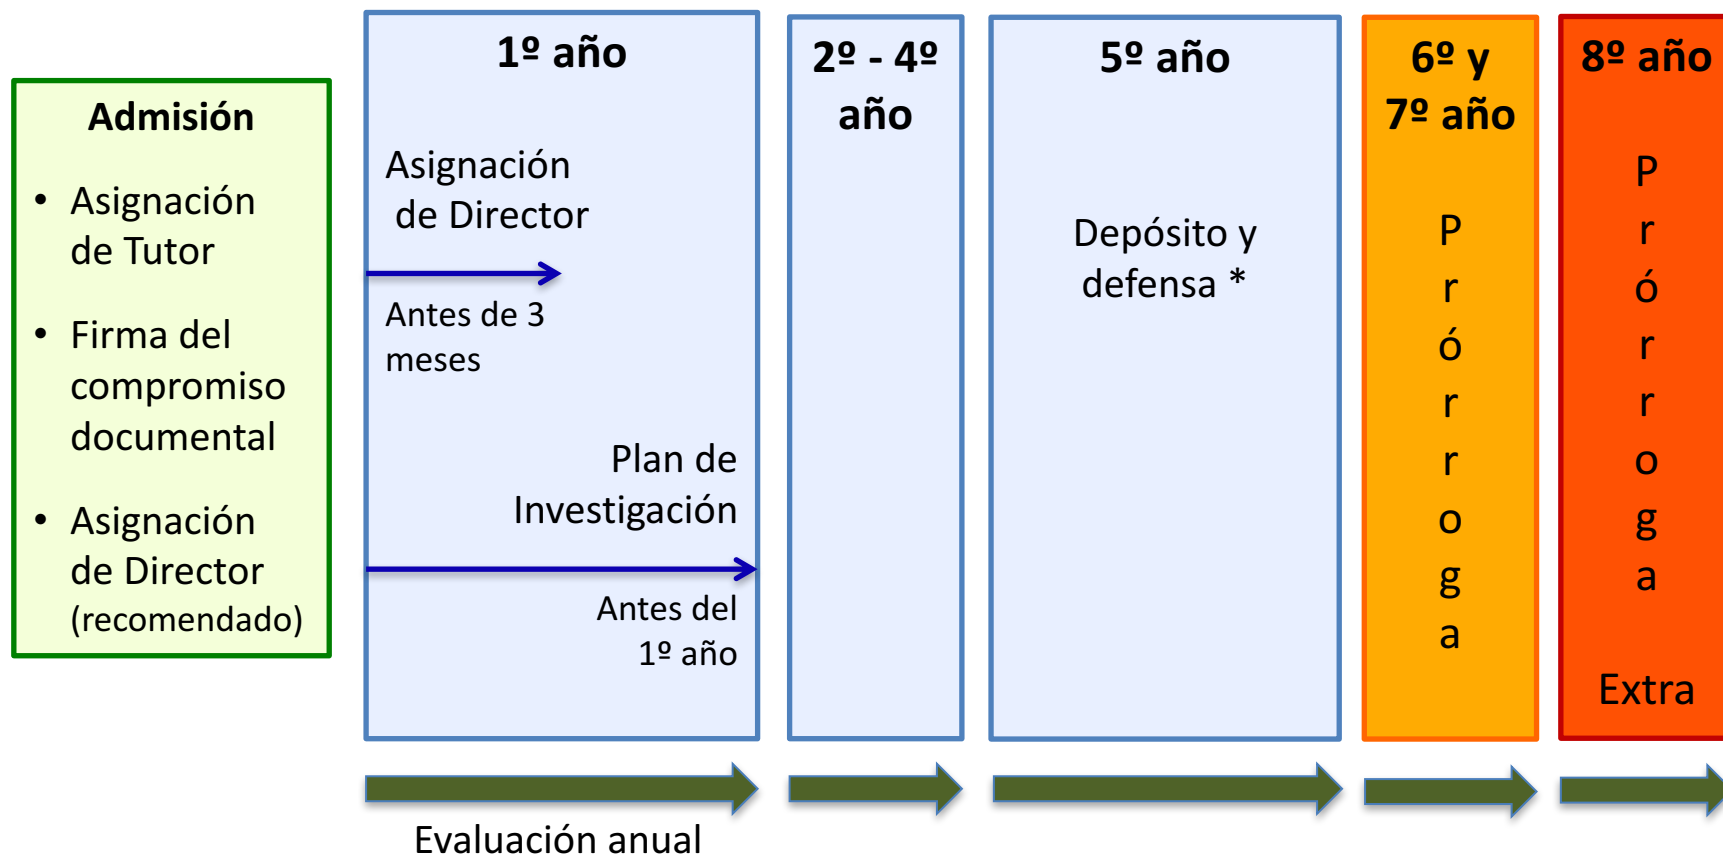 Admisión
• Asignación
de Tutor
• Firma del
compromiso
documental
• Asignación
de Director
(recomendado)
1º año
Asignación
de Director
Antes de 3
meses
Plan de
Investigación
Antes del
1º año
2º - 4º
año
5º año
Depósito y
defensa *
6º y
7º año
P
r
ó
r
r
o
g
a
8º año
P
r
ó
r
r
o
g
a
Extra
Evaluación anual